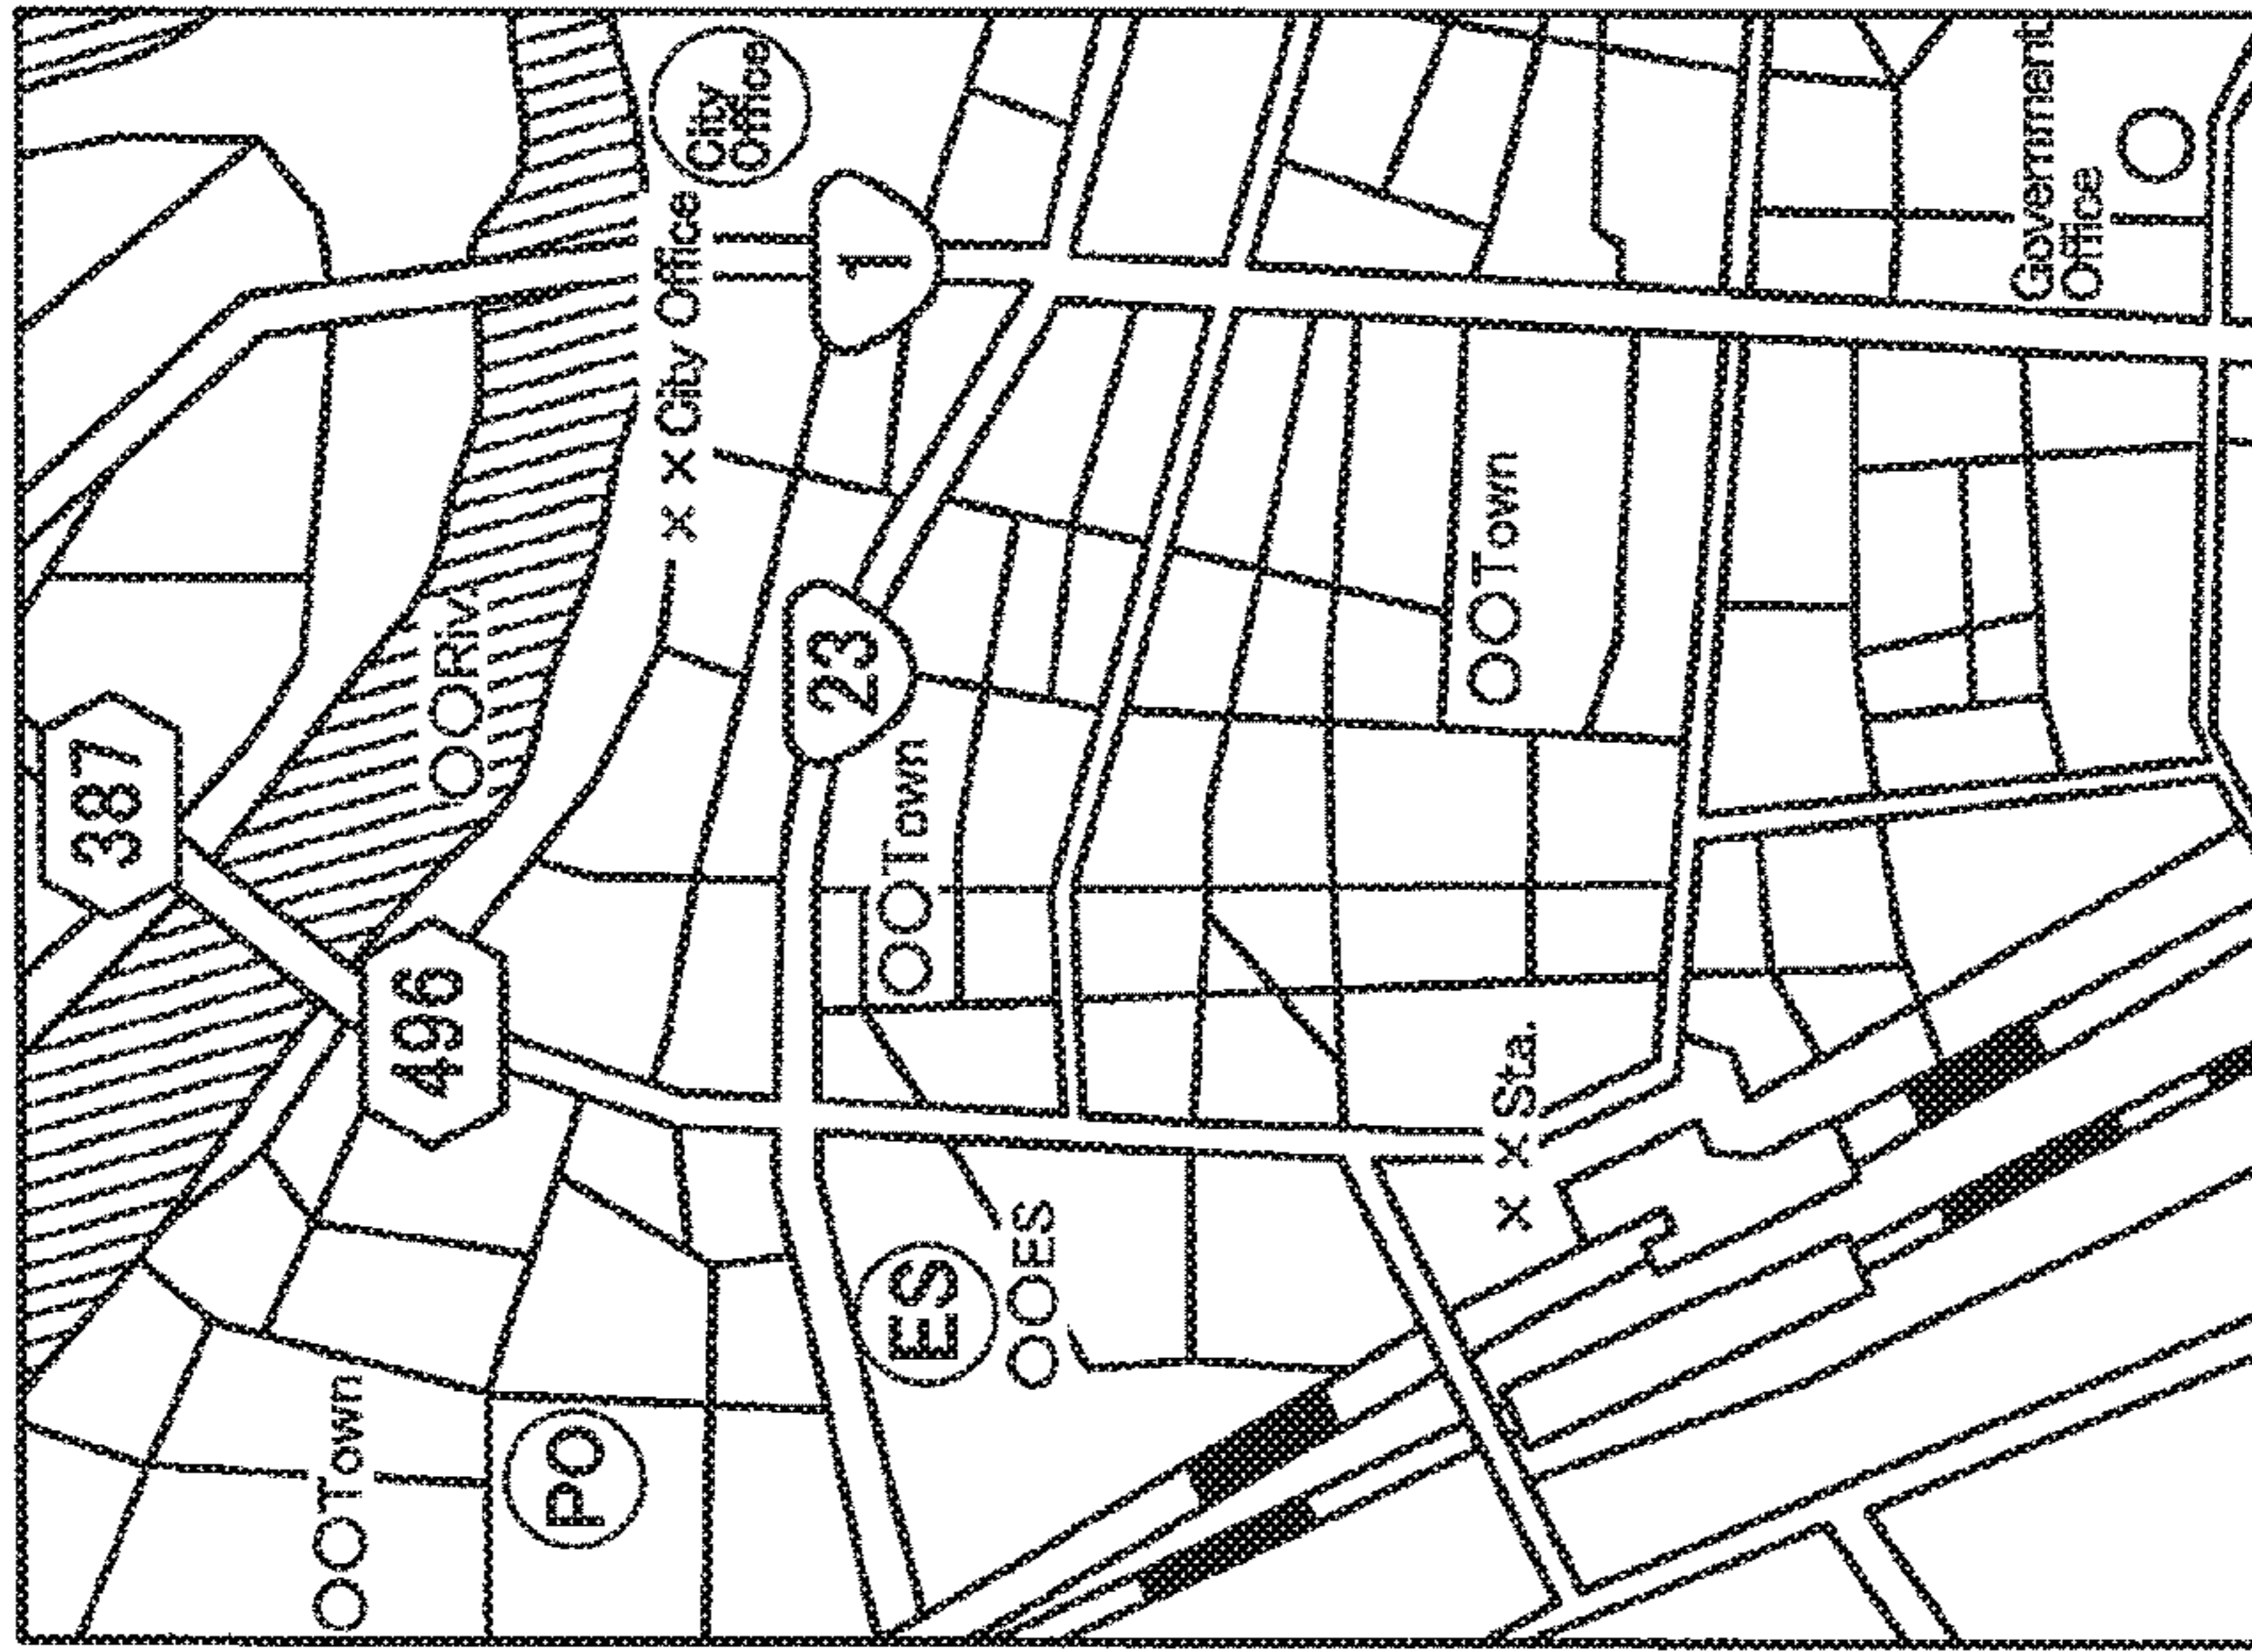 387
○○Town
496
○○Riv.
PO
××City Office
City
Office
23
1
○○Town
ES
○○ES
○○Town
××Sta.
Government
Office